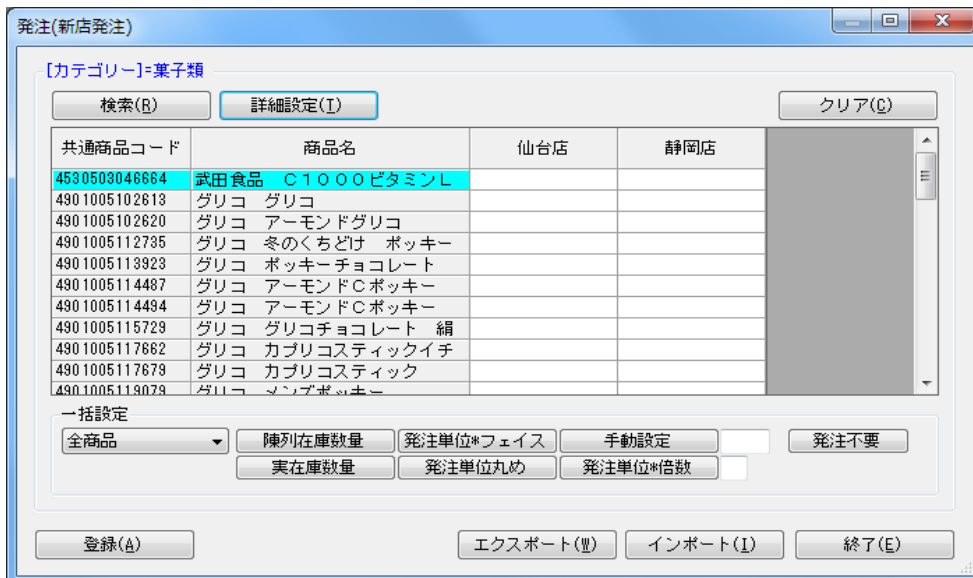 発注(新店発注)
[カテゴリー]=菓子類
検索(R) 詳細設定(T) クリア(C)
共通商品コード 商品名 仙台店 静岡店
4530503046664 武田食品　Ｃ１０００ビタミンＬ
4901005102613 グリコ　グリコ
4901005102620 グリコ　アーモンドグリコ
4901005112735 グリコ　冬のくちどけ　ポッキー
4901005113923 グリコ　ポッキーチョコレート
4901005114487 グリコ　アーモンドＣポッキー
4901005114494 グリコ　アーモンドＣポッキー
4901005115729 グリコ　グリコチョコレート　絹
4901005117662 グリコ　カプリコスティックイチ
4901005117679 グリコ　カプリコスティック
4901005119079 グリコ　メンズポッキー
一括設定
全商品 陳列在庫数量 発注単位*フェイス 手動設定 発注不要
実在庫数量 発注単位丸め 発注単位*倍数
登録(A) エクスポート(W) インポート(I) 終了(E)